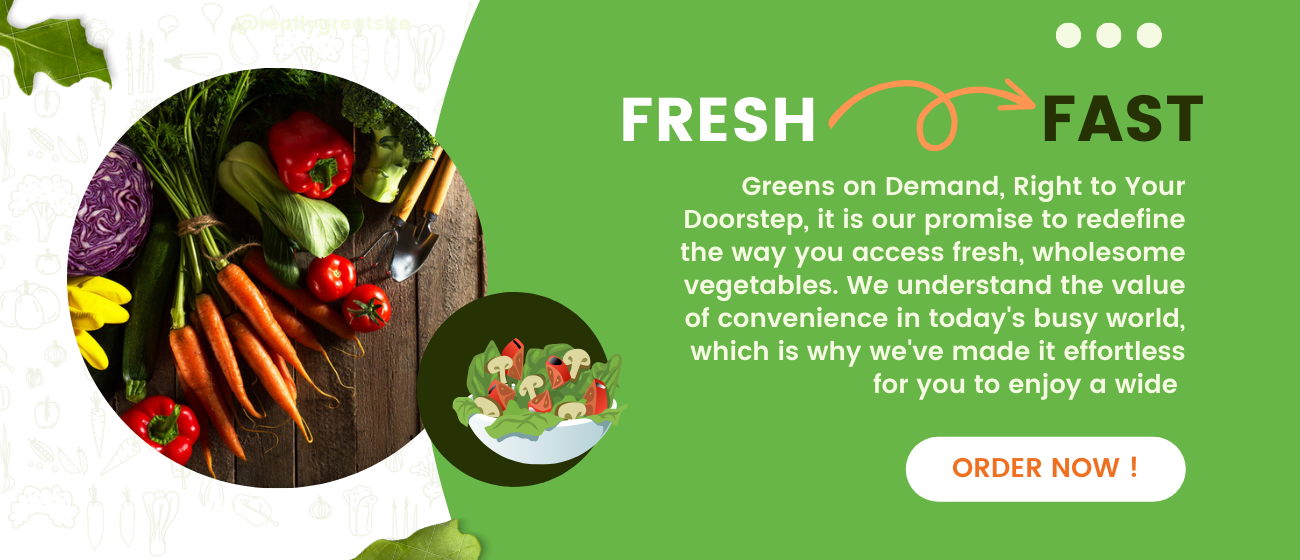 @reallygreatsite
FRESH FAST
Greens on Demand, Right to Your
Doorstep, it is our promise to redefine
the way you access fresh, wholesome
vegetables. We understand the value
of convenience in today's busy world,
which is why we've made it effortless
for you to enjoy a wide
ORDER NOW !